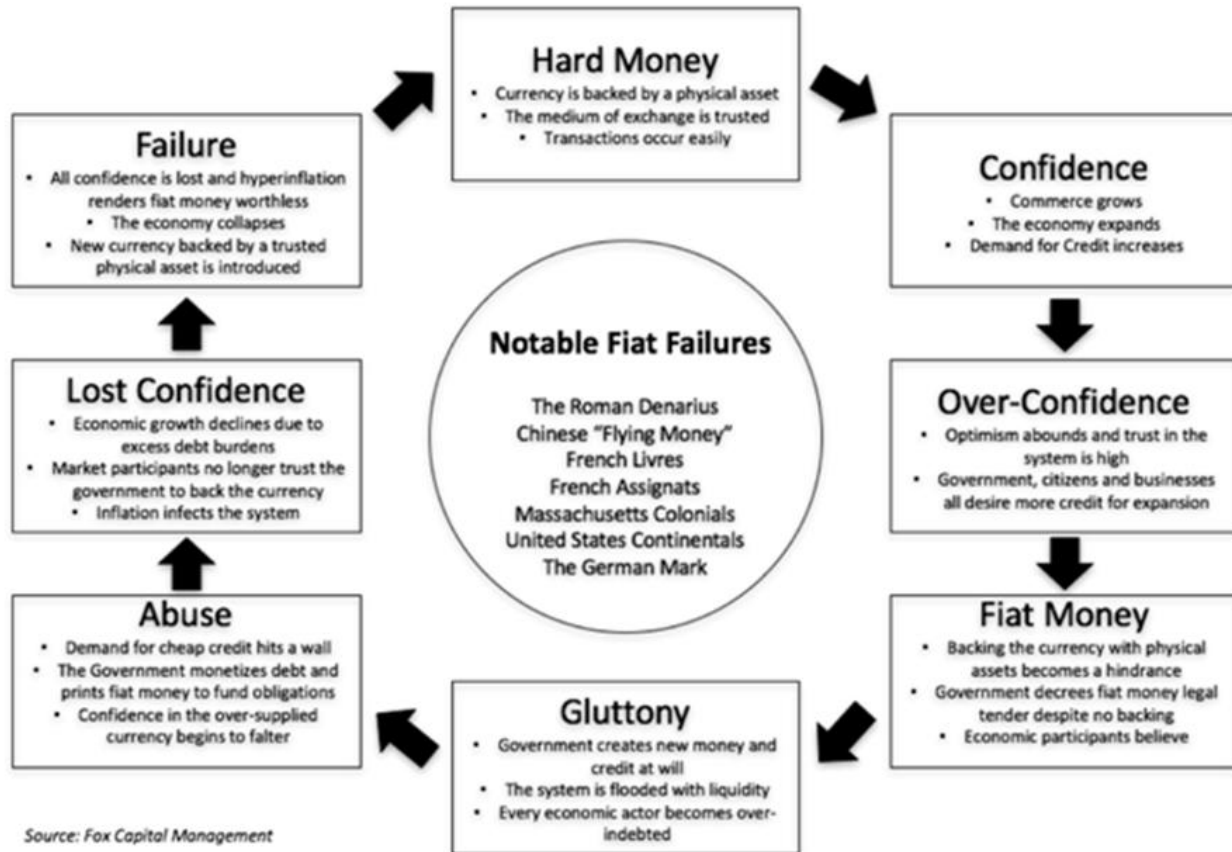 Hard Money
• Currency is backed by a physical asset
• The medium of exchange is trusted
• Transactions occur easily
Confidence
• Commerce grows
• The economy expands
• Demand for Credit increases
Over-Confidence
• Optimism abounds and trust in the
system is high
• Government, citizens and businesses
all desire more credit for expansion
Fiat Money
• Backing the currency with physical
assets becomes a hindrance
• Government decrees fiat money legal
tender despite no backing
• Economic participants believe
Gluttony
• Government creates new money and
credit at will
• The system is flooded with liquidity
• Every economic actor becomes over-
indebted
Abuse
• Demand for cheap credit hits a wall
• The Government monetizes debt and
prints fiat money to fund obligations
• Confidence in the over-supplied
currency begins to falter
Lost Confidence
• Economic growth declines due to
excess debt burdens
• Market participants no longer trust the
government to back the currency
• Inflation infects the system
Failure
• All confidence is lost and hyperinflation
renders fiat money worthless
• The economy collapses
• New currency backed by a trusted
physical asset is introduced
Notable Fiat Failures
The Roman Denarius
Chinese "Flying Money"
French Livres
French Assignats
Massachusetts Colonials
United States Continentals
The German Mark
Source: Fox Capital Management